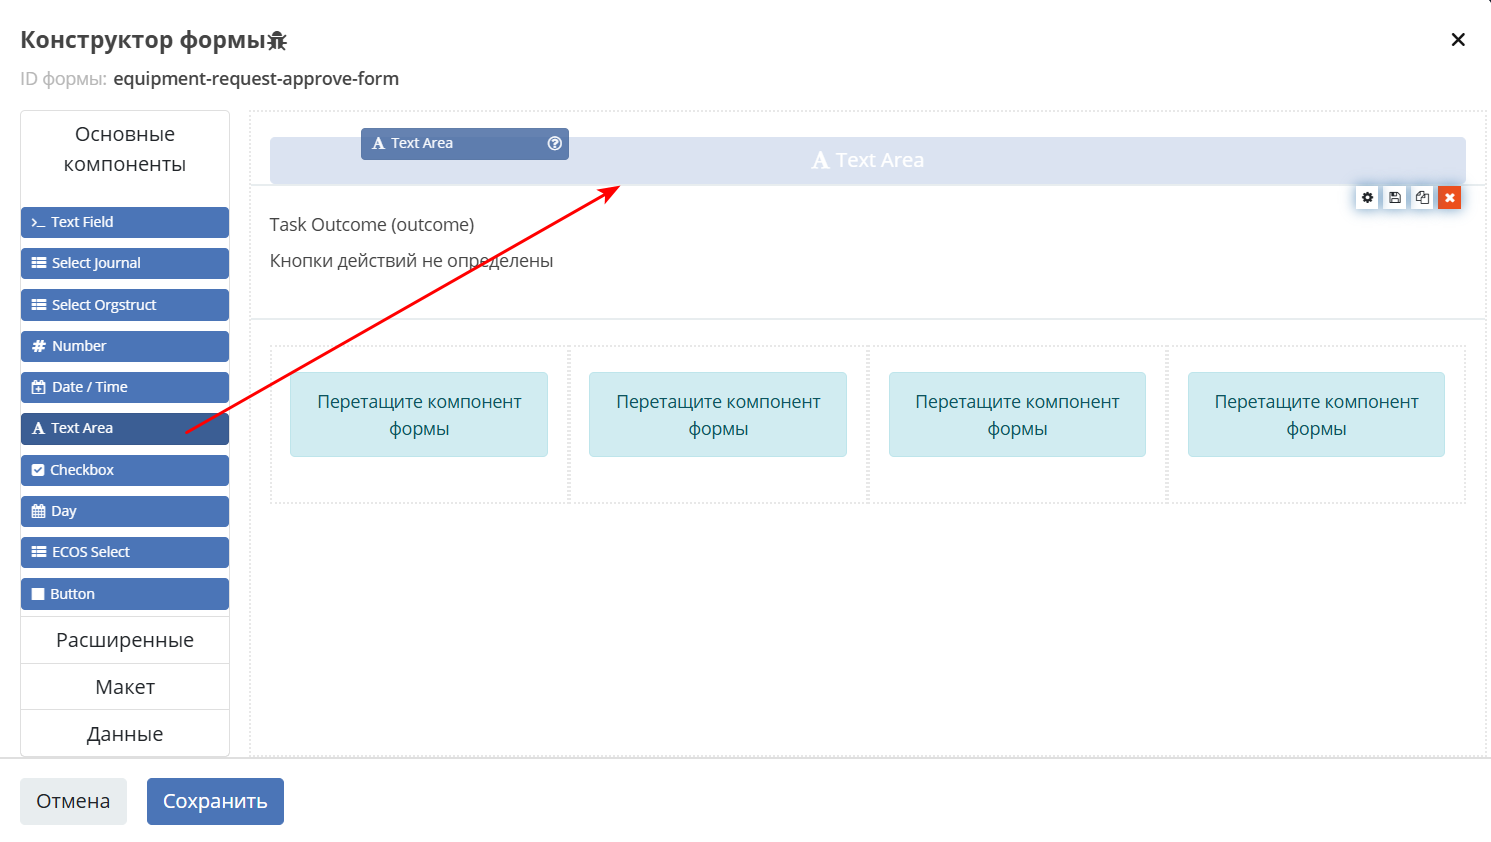 Конструктор формы
ID формы: equipment-request-approve-form
Основные
компоненты
Text Field
Select Journal
Select Orgstruct
Number
Date / Time
Text Area
Checkbox
Day
ECOS Select
Button
Расширенные
Макет
Данные
Text Area
Text Area
Task Outcome (outcome)
Кнопки действий не определены
Перетащите компонент
формы
Перетащите компонент
формы
Перетащите компонент
формы
Перетащите компонент
формы
Отмена
Сохранить